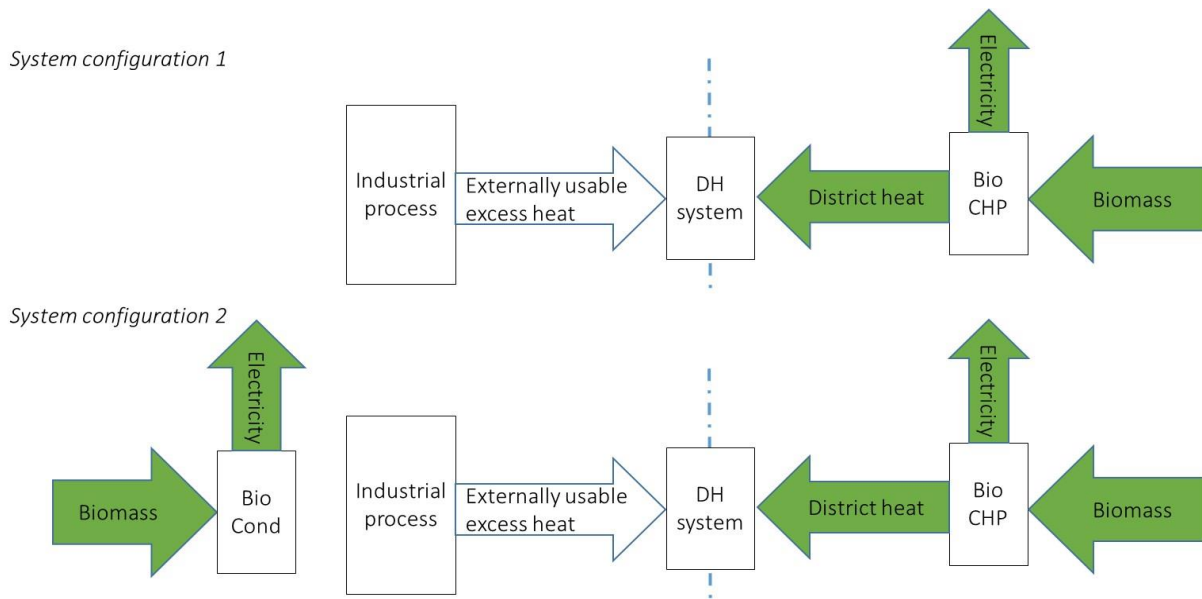 System configuration 1
Electricity
Industrial
process
Externally usable
excess heat
DH
system
District heat
Bio
CHP
Biomass
System configuration 2
Electricity
Electricity
Biomass
Bio
Cond
Industrial
process
Externally usable
excess heat
DH
system
District heat
Bio
CHP
Biomass